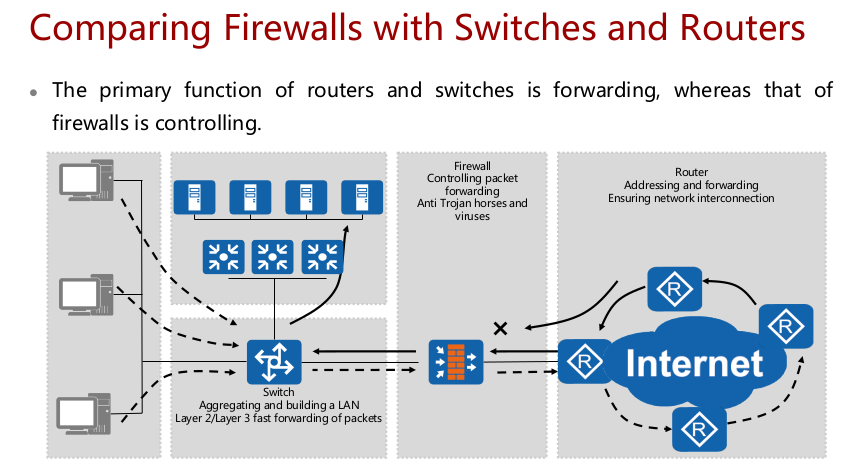 Comparing Firewalls with Switches and Routers
The primary function of routers and switches is forwarding, whereas that of
firewalls is controlling.
Firewall
Controlling packet
forwarding
Anti Trojan horses and
viruses
Router
Addressing and forwarding
Ensuring network interconnection
R
R
R
Internet
R
Switch
Aggregating and building a LAN
Layer 2/Layer 3 fast forwarding of packets